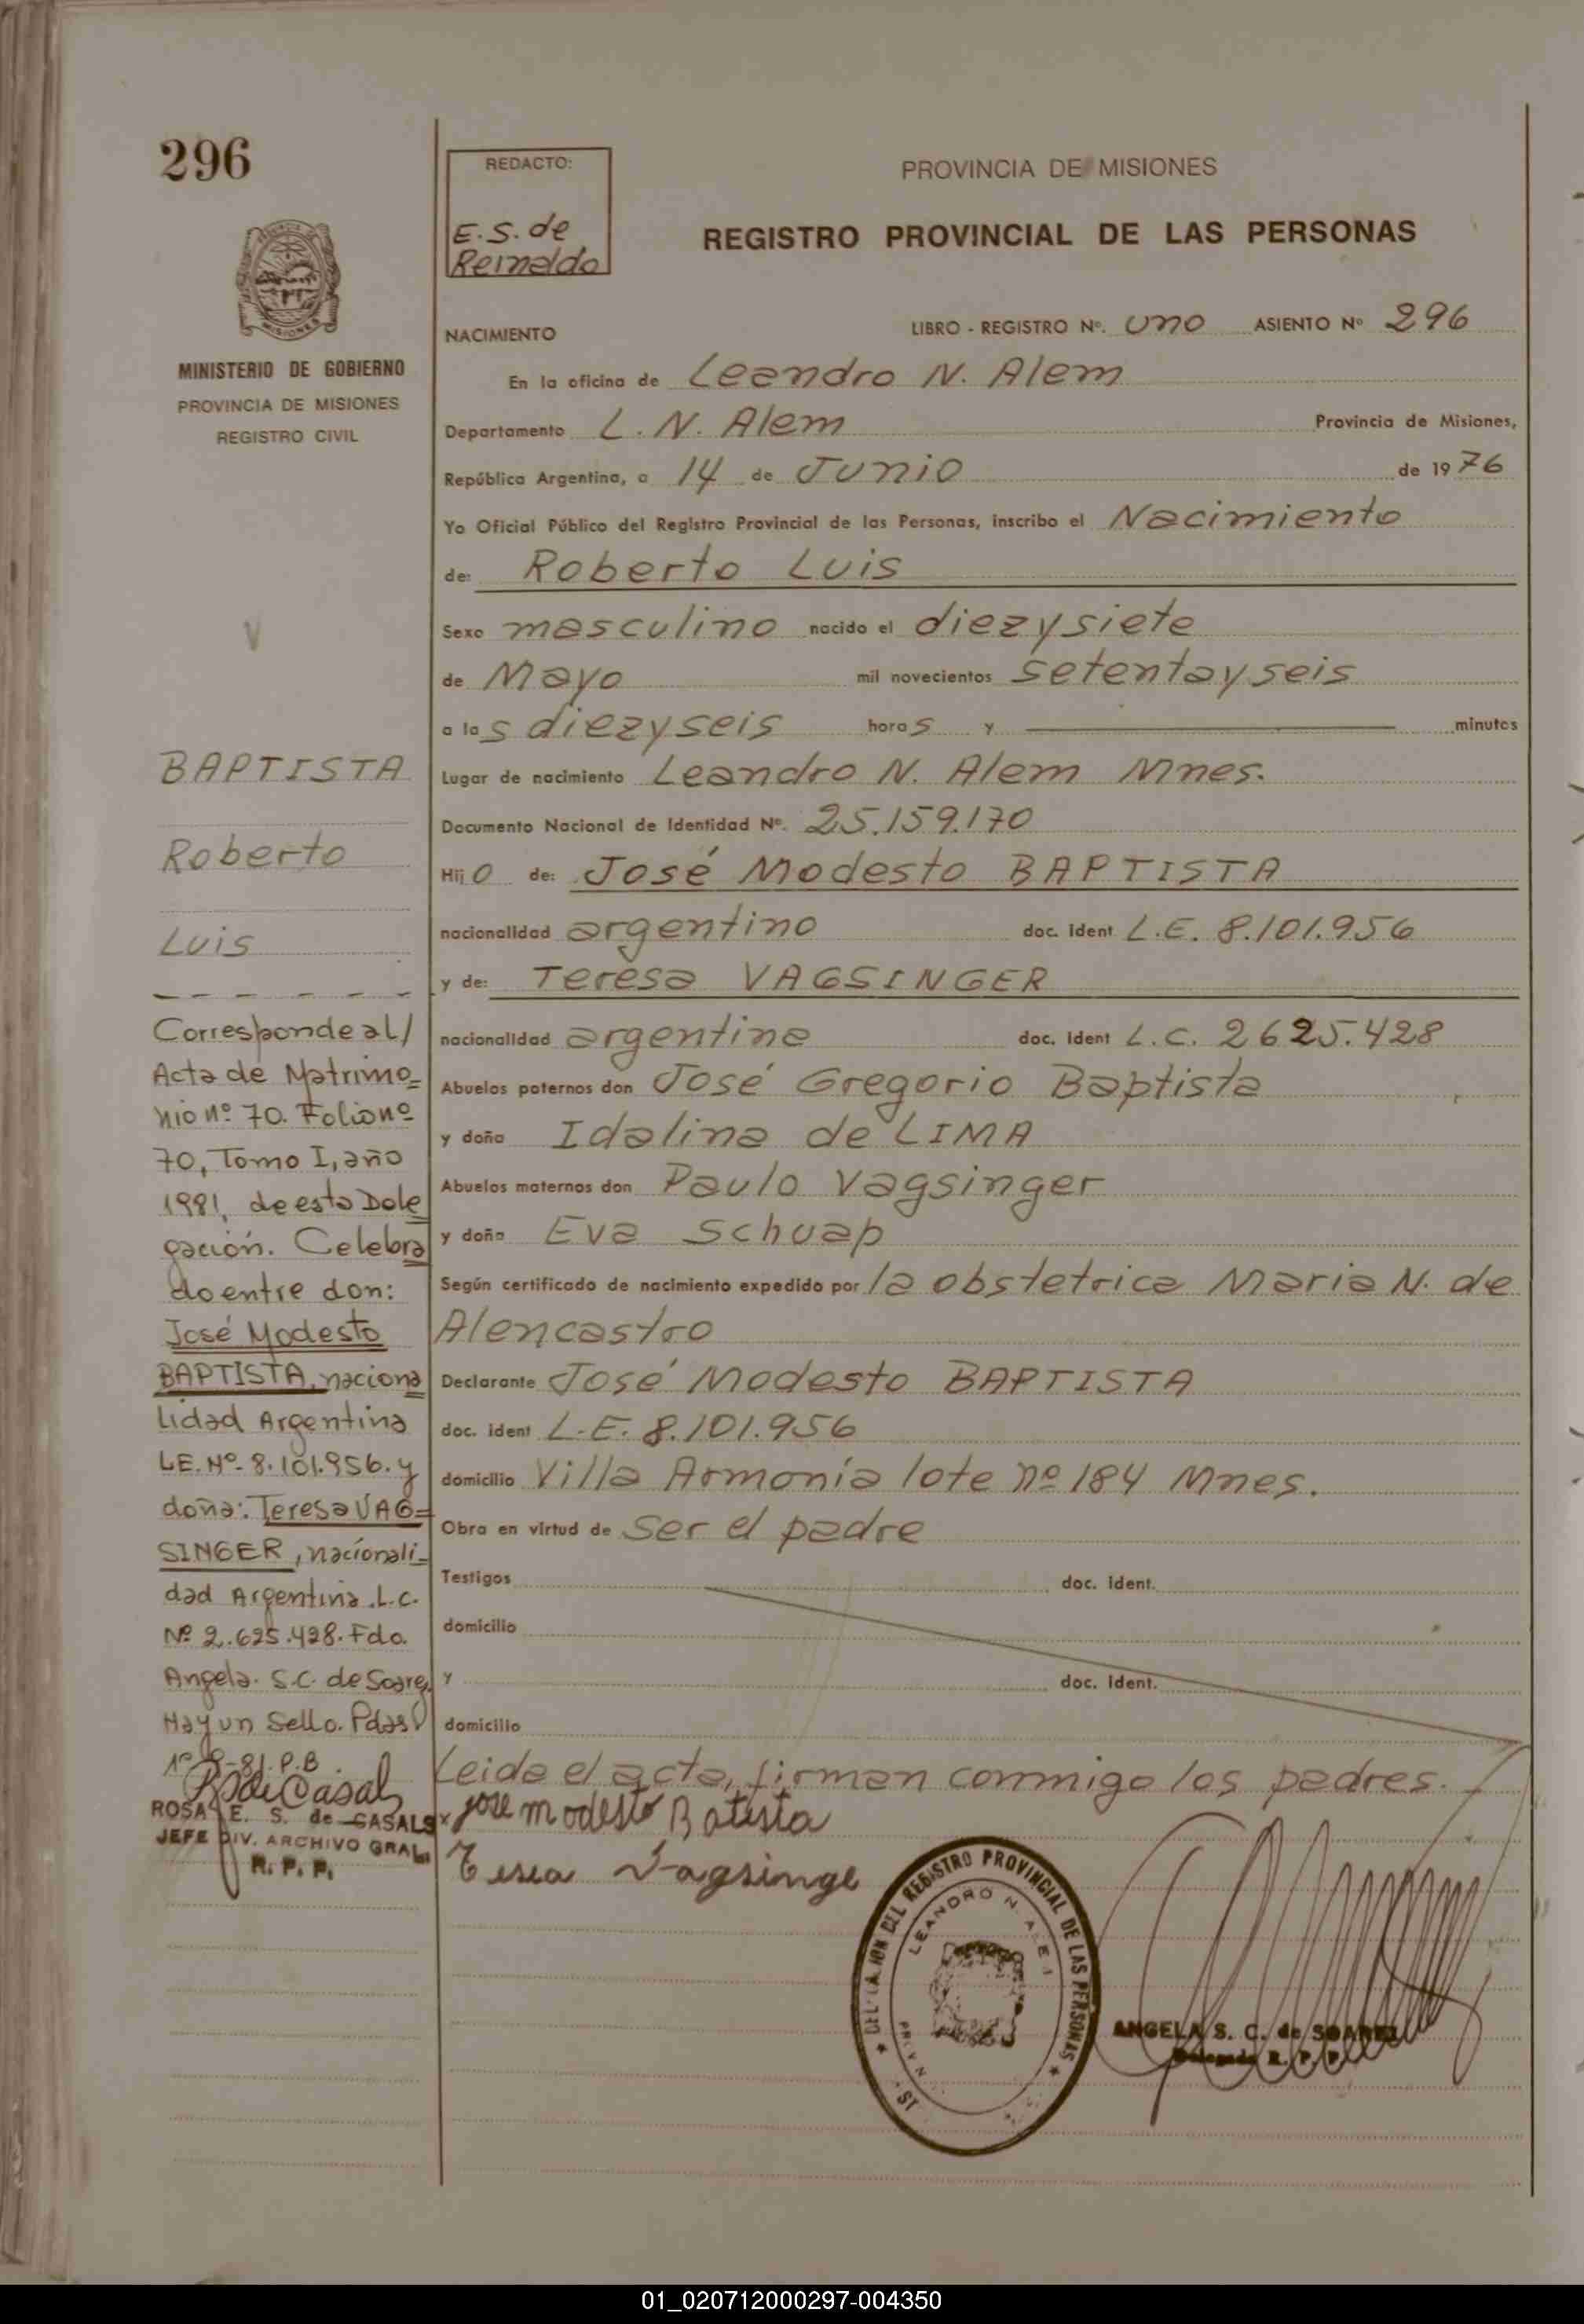 296
MINISTERIO DE GOBIERNO
PROVINCIA DE MISIONES
REGISTRO CIVIL
BAPTISTA
Roberto
Luis
Corresponde al/
Acta de Matrimo=
nio nº 70. Folio nº
70, Tomo I, año
1981, de esta Dele
gación. Celebra
do entre don:
José Modesto
BAPTISTA, naciona
lidad Argentina
LE. Nº 8.101.956. y
doña: Teresa VAG=
SINGER, nacionali=
dad Argentina. L.C.
Nº 2.625.428. Fdo.
Angela. S.C. de Soarez
Hay un Sello. Pdas
81. P.B.
ROSA E. S. de CASALS
JEFE DIV. ARCHIVO GRAL.
R. P. P.
REDACTO:
E.S. de
Reinaldo
PROVINCIA DE MISIONES
REGISTRO PROVINCIAL DE LAS PERSONAS
NACIMIENTO LIBRO - REGISTRO Nº. uno ASIENTO Nº 296
En la oficina de Leandro N. Alem
Departamento L. N. Alem Provincia de Misiones,
República Argentina, a 14 de Junio de 1976
Yo Oficial Público del Registro Provincial de las Personas, inscribo el Nacimiento
de: Roberto Luis
Sexo masculino nacido el diezysiete
de Mayo mil novecientos setentayseis
a las diezyseis horas y minutos
Lugar de nacimiento Leandro N. Alem Mnes.
Documento Nacional de Identidad Nº. 25.159.170
Hijo de: José Modesto BAPTISTA
nacionalidad argentino doc. ident L.E. 8.101.956
y de: Teresa VAGSINGER
nacionalidad argentina doc. ident L.C. 2625.428
Abuelos paternos don José Gregorio Baptista
y doña Idalina de LIMA
Abuelos maternos don Paulo Vagsinger
y doña Eva Schuap
Según certificado de nacimiento expedido por la obstetrica Maria N. de
Alencastro
Declarante José Modesto BAPTISTA
doc. ident L.E. 8.101.956
domicilio Villa Armonía lote nº 184 Mnes.
Obra en virtud de ser el padre
Testigos doc. ident.
domicilio
y doc. ident.
domicilio
Leida el acta, firman conmigo los padres.
Jose modesto Batista
Vagsinge
REGISTRO PROVINCIAL DE LAS PERSONAS
LEANDRO N.
ANGELA S. C. de SOAREZ
Delegada R. P. P.
01_020712000297-004350